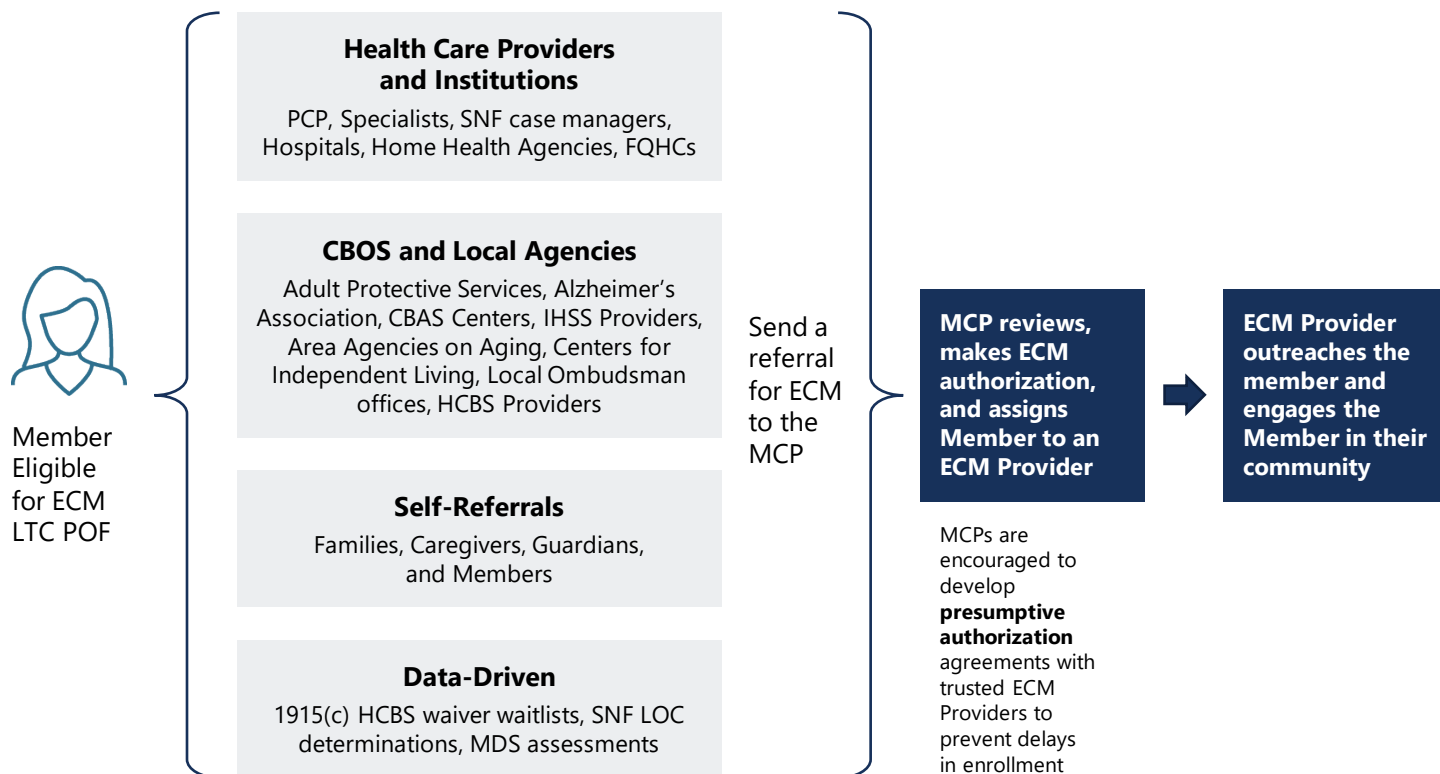 Member
Eligible
for ECM
LTC POF
Health Care Providers
and Institutions
PCP, Specialists, SNF case managers,
Hospitals, Home Health Agencies, FQHCs
CBOS and Local Agencies
Adult Protective Services, Alzheimer’s
Association, CBAS Centers, IHSS Providers,
Area Agencies on Aging, Centers for
Independent Living, Local Ombudsman
offices, HCBS Providers
Self-Referrals
Families, Caregivers, Guardians,
and Members
Data-Driven
1915(c) HCBS waiver waitlists, SNF LOC
determinations, MDS assessments
Send a
referral
for ECM
to the
MCP
MCP reviews,
makes ECM
authorization,
and assigns
Member to an
ECM Provider
MCPs are
encouraged to
develop
presumptive
authorization
agreements with
trusted ECM
Providers to
prevent delays
in enrollment
ECM Provider
outreaches the
member and
engages the
Member in their
community